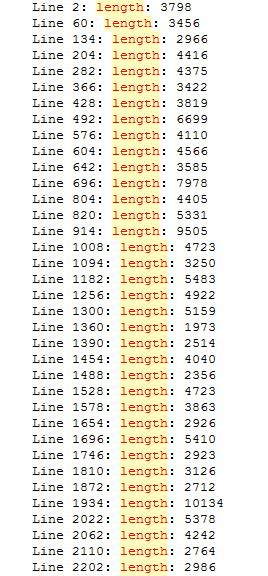 Line 2: length: 3798
Line 60: length: 3456
Line 134: length: 2966
Line 204: length: 4416
Line 282: length: 4375
Line 366: length: 3422
Line 428: length: 3819
Line 492: length: 6699
Line 576: length: 4110
Line 604: length: 4566
Line 642: length: 3585
Line 696: length: 7978
Line 804: length: 4405
Line 820: length: 5331
Line 914: length: 9505
Line 1008: length: 4723
Line 1094: length: 3250
Line 1182: length: 5483
Line 1256: length: 4922
Line 1300: length: 5159
Line 1360: length: 1973
Line 1390: length: 2514
Line 1454: length: 4040
Line 1488: length: 2356
Line 1528: length: 4723
Line 1578: length: 3863
Line 1654: length: 2926
Line 1696: length: 5410
Line 1746: length: 2923
Line 1810: length: 3126
Line 1872: length: 2712
Line 1934: length: 10134
Line 2022: length: 5378
Line 2062: length: 4242
Line 2110: length: 2764
Line 2202: length: 2986